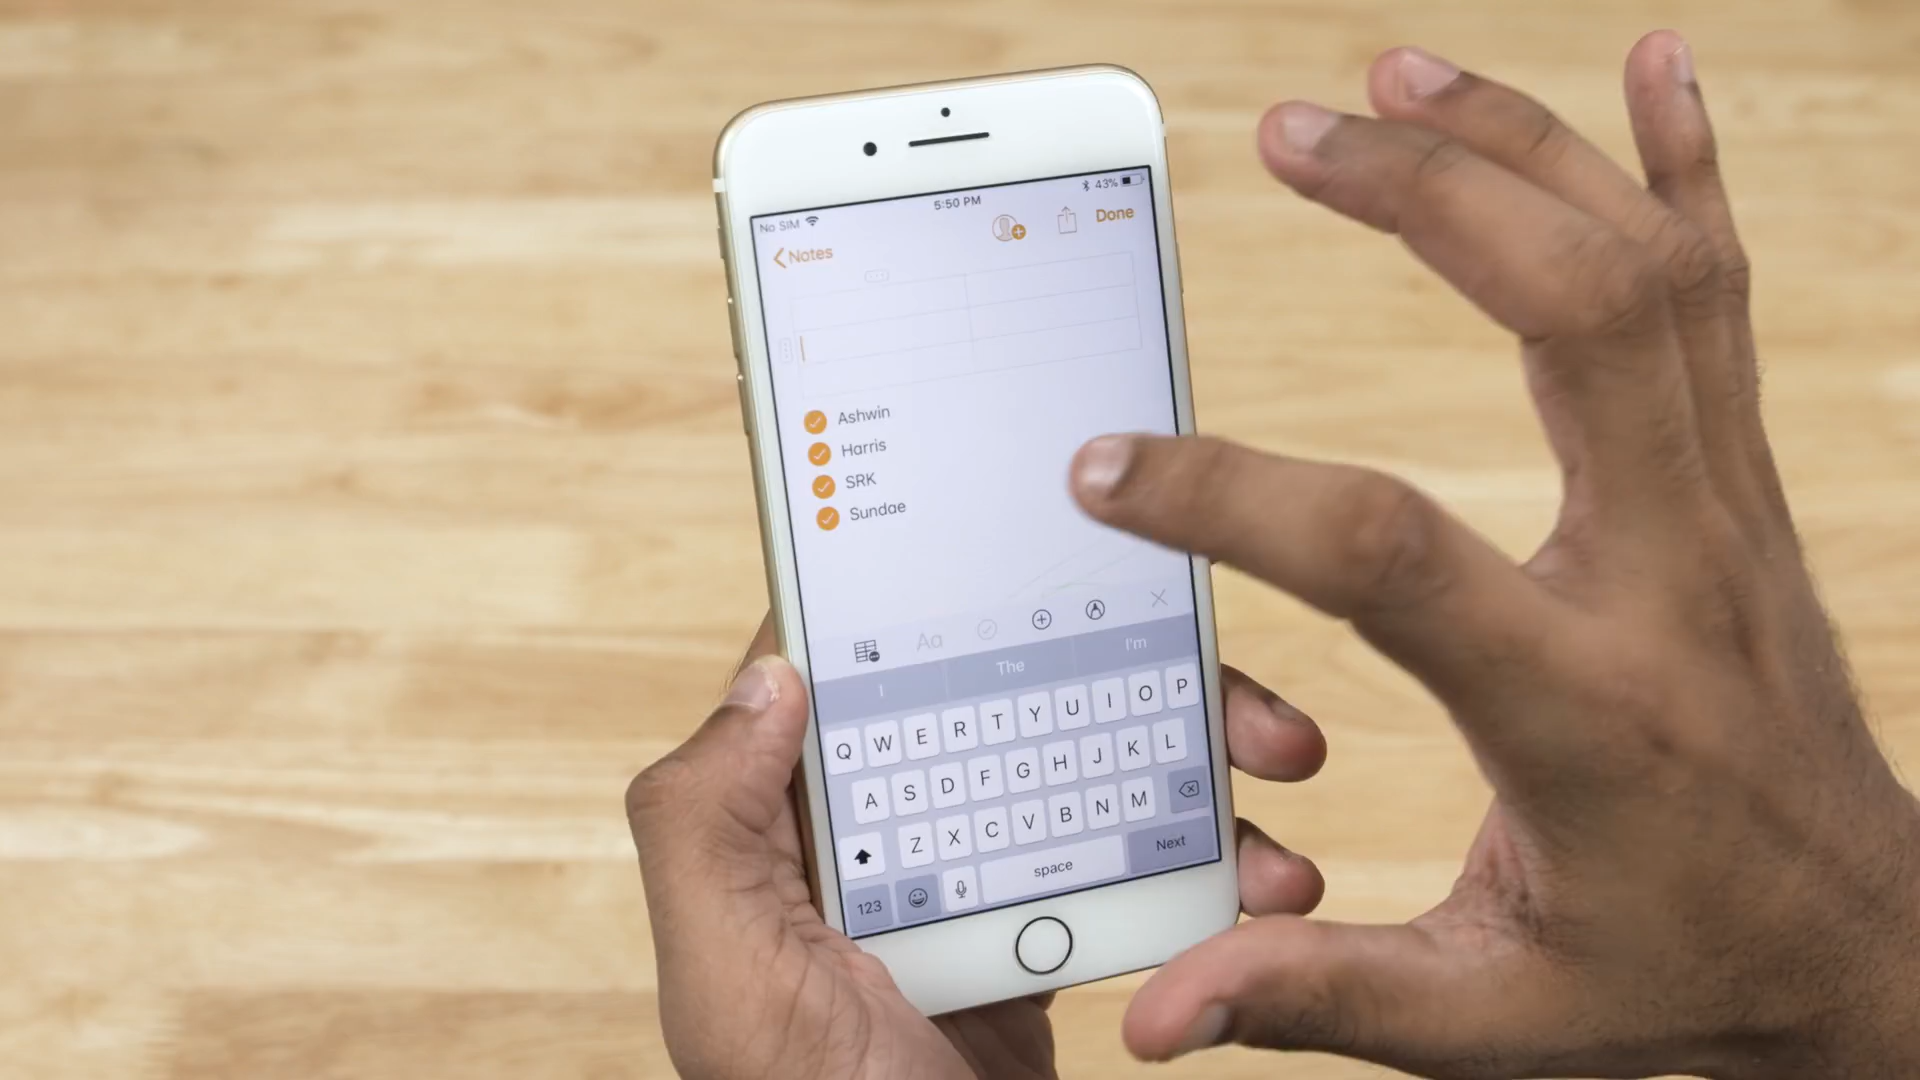 No SIM 5:50 PM 43%
Notes Done
Ashwin
Harris
SRK
Sundae
Aa
I The I'm
Q W E R T Y U I O P
A S D F G H J K L
Z X C V B N M
123 space Next